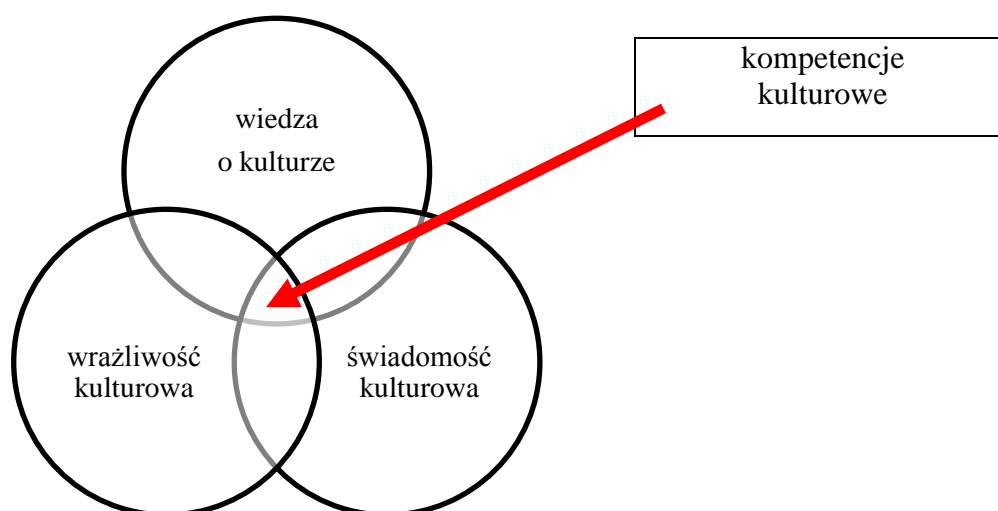 kompetencje
kulturowe
wiedza
o kulturze
wrażliwość
kulturowa
świadomość
kulturowa